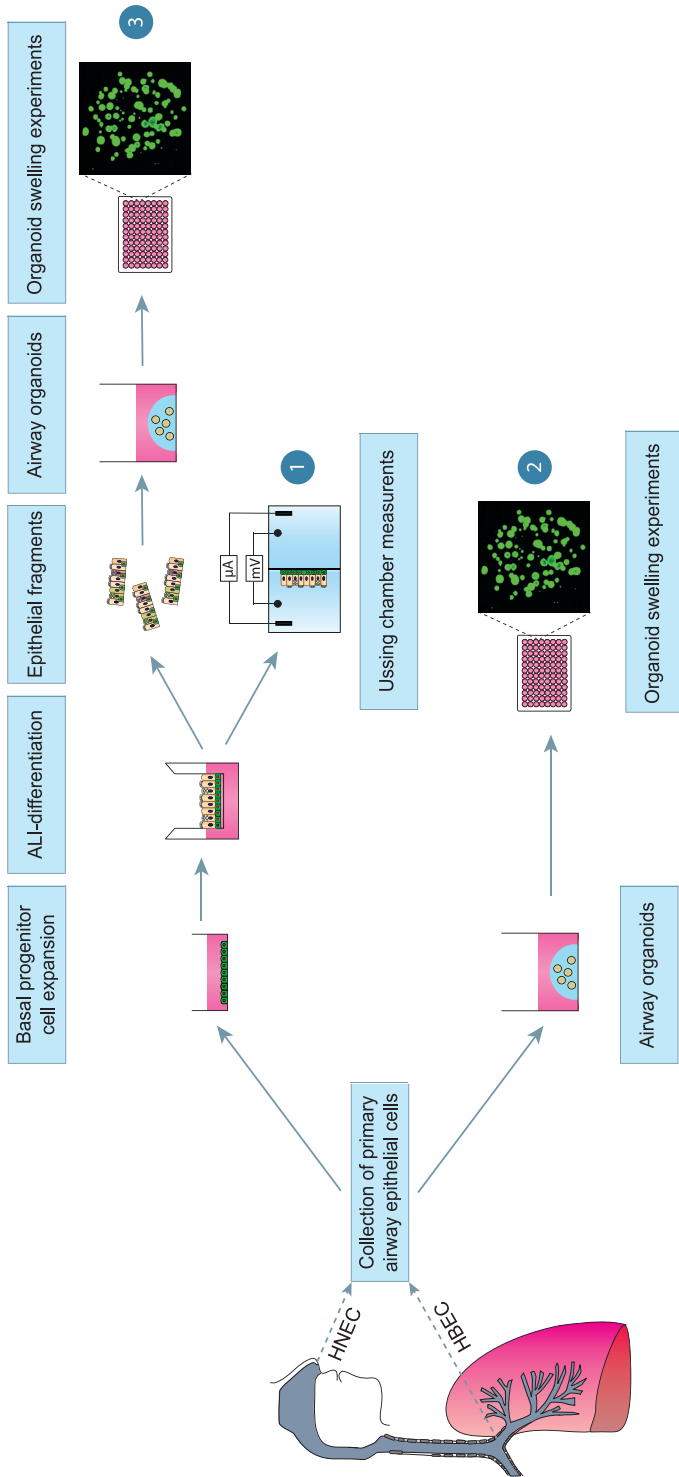 HNEC
HBEC
Collection of primary
airway epithelial cells
Basal progenitor
cell expansion
ALI-differentiation
Epithelial fragments
Airway organoids
Organoid swelling experiments
3
µA
mV
1
Ussing chamber measurents
Airway organoids
Organoid swelling experiments
2